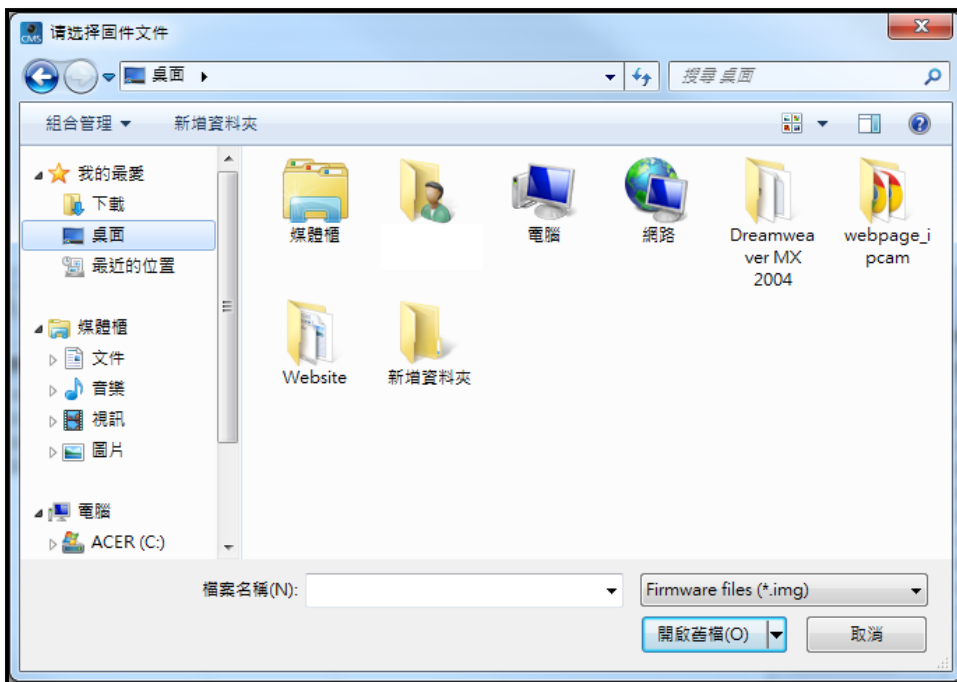 CMS
请选择固件文件
桌面
搜尋 桌面
組合管理
新增資料夾
我的最愛
下載
桌面
最近的位置
媒體櫃
文件
音樂
視訊
圖片
電腦
ACER (C:)
媒體櫃
電腦
網路
Dreamwea
ver MX
2004
webpage_i
pcam
Website
新增資料夾
檔案名稱(N):
Firmware files (*.img)
開啟舊檔(O)
取消